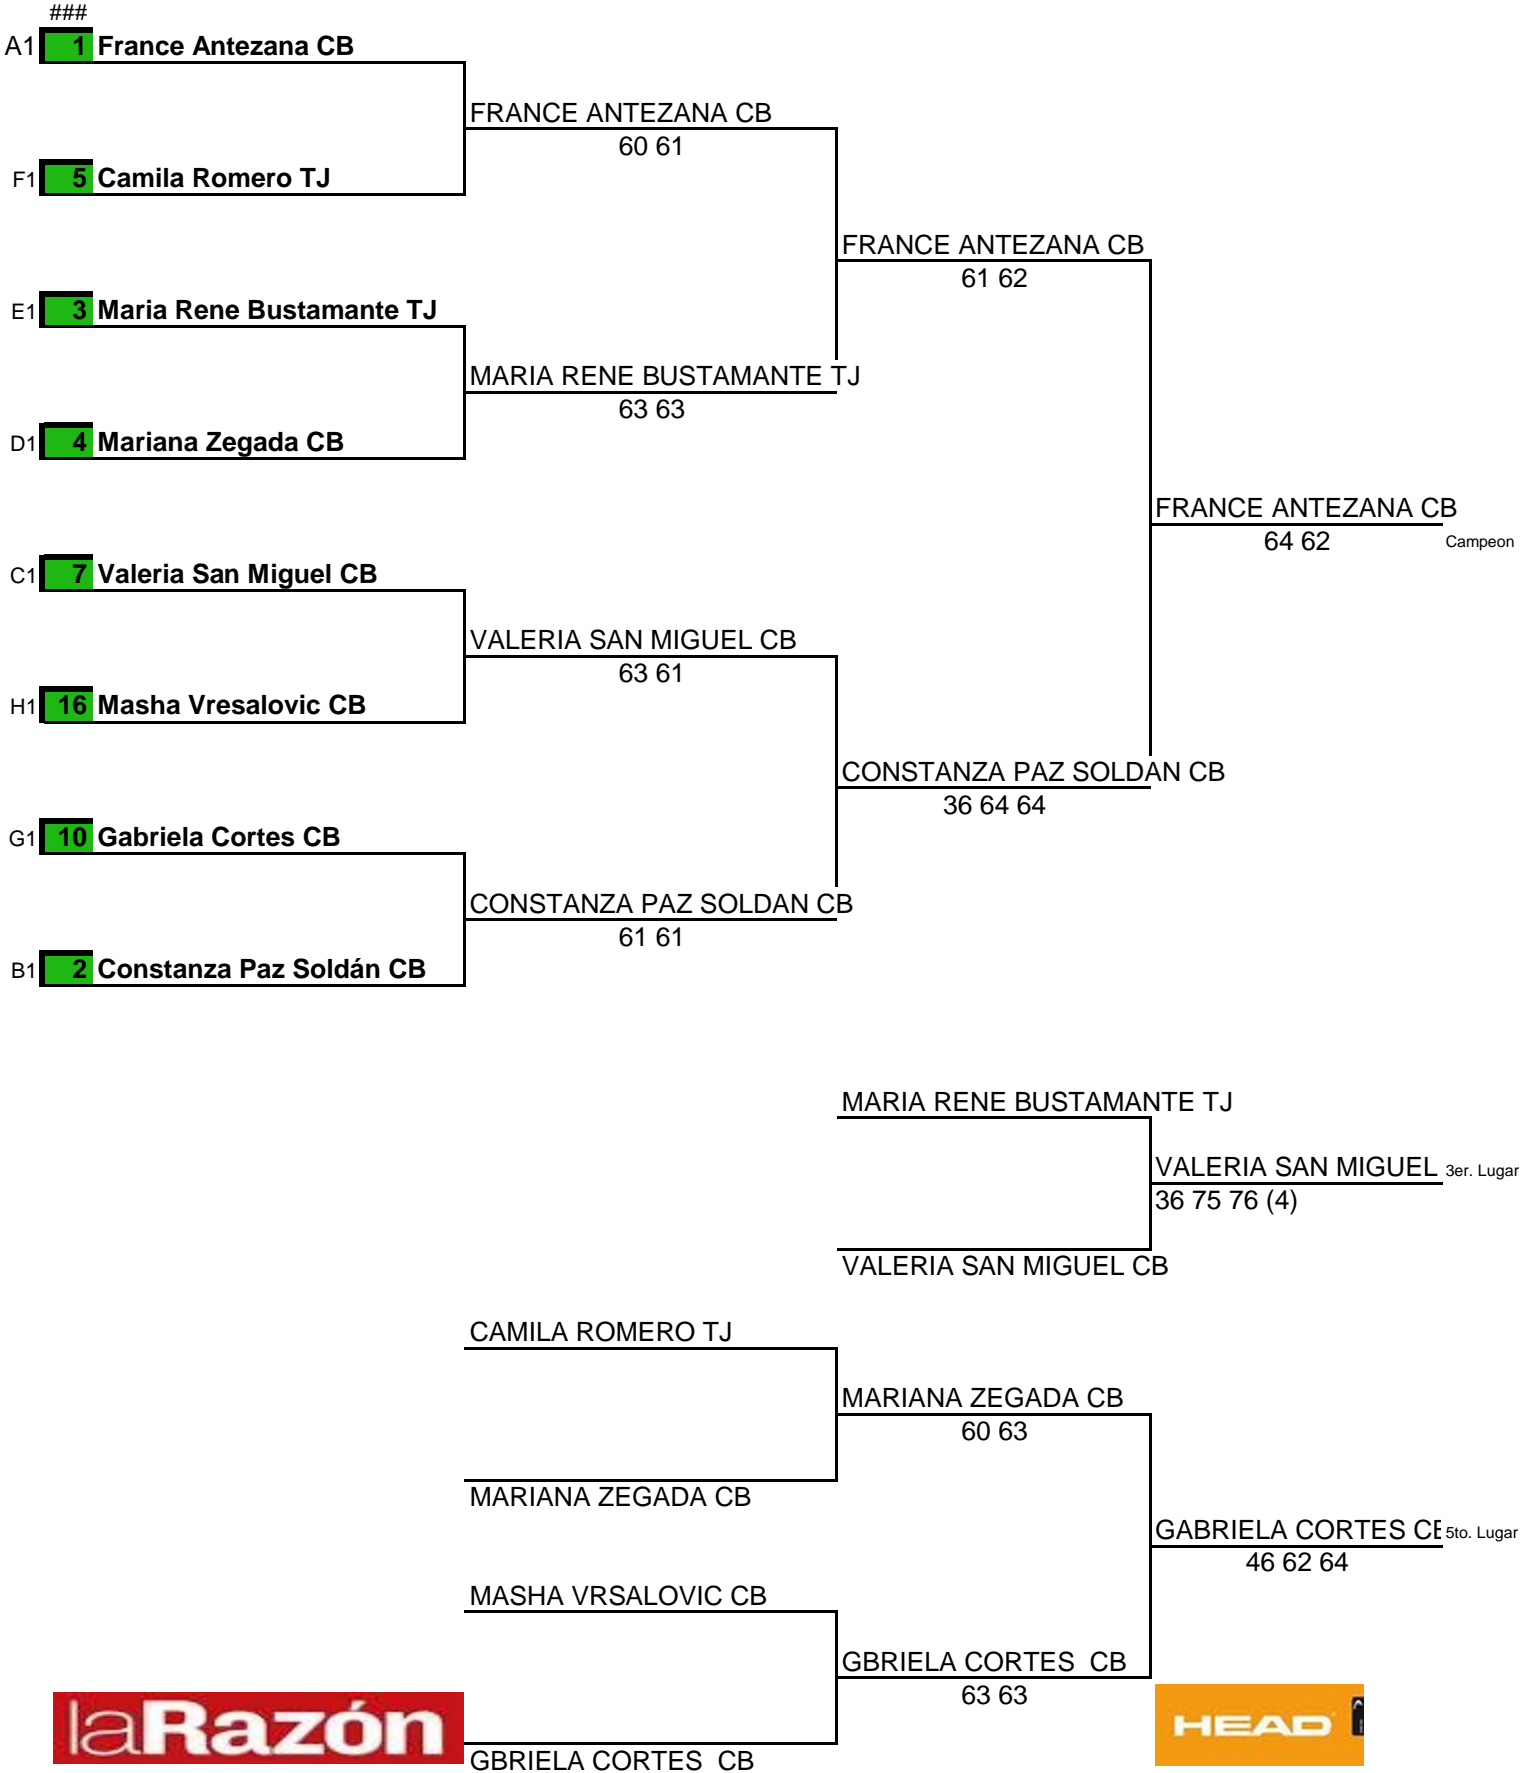 ###
A1 1 France Antezana CB
FRANCE ANTEZANA CB
60 61
F1 5 Camila Romero TJ
FRANCE ANTEZANA CB
61 62
E1 3 Maria Rene Bustamante TJ
MARIA RENE BUSTAMANTE TJ
63 63
D1 4 Mariana Zegada CB
FRANCE ANTEZANA CB
64 62 Campeon
C1 7 Valeria San Miguel CB
VALERIA SAN MIGUEL CB
63 61
H1 16 Masha Vresalovic CB
CONSTANZA PAZ SOLDAN CB
36 64 64
G1 10 Gabriela Cortes CB
CONSTANZA PAZ SOLDAN CB
61 61
B1 2 Constanza Paz Soldán CB
MARIA RENE BUSTAMANTE TJ
VALERIA SAN MIGUEL 3er. Lugar
36 75 76 (4)
VALERIA SAN MIGUEL CB
CAMILA ROMERO TJ
MARIANA ZEGADA CB
60 63
MARIANA ZEGADA CB
GABRIELA CORTES CB 5to. Lugar
46 62 64
MASHA VRSALOVIC CB
GBRIELA CORTES CB
63 63
laRazón
HEAD
GBRIELA CORTES CB